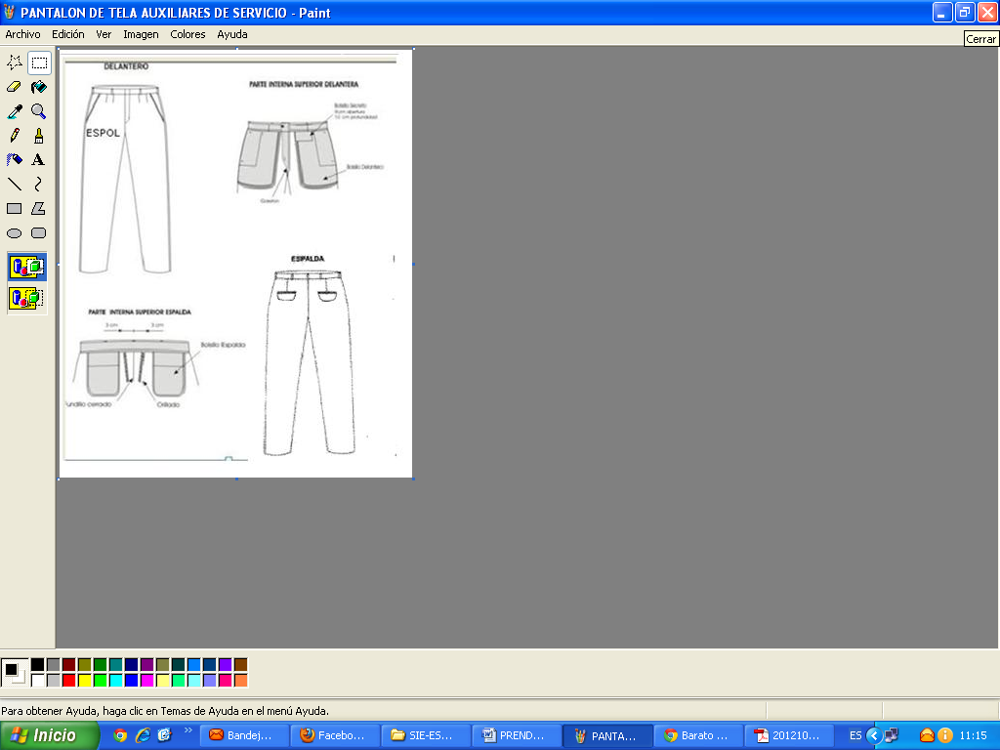 PANTALON DE TELA AUXILIARES DE SERVICIO - Paint
Archivo Edición Ver Imagen Colores Ayuda
Cerrar
DELANTERO
ESPOL
PARTE INTERNA SUPERIOR DELANTERA
Bolsillo Secreto
abertura
10 cm profundidad
Bolsillo Delantero
ESPALDA
PARTE INTERNA SUPERIOR ESPALDA
3 cm 3 cm
Bolsillo Espalda
undillo cerrado
Orillado
Para obtener Ayuda, haga clic en Temas de Ayuda en el menú Ayuda.
Inicio
Bandej...
Facebo...
SIE-ES...
PREND...
PANTA...
Barato ...
201210...
ES
11:15